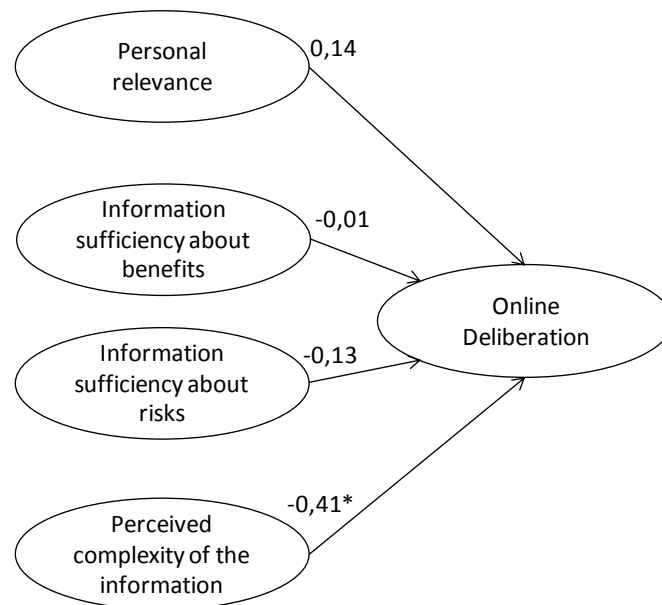 Personal
relevance
0,14
Information
sufficiency about
benefits
-0,01
Online
Deliberation
Information
sufficiency about
risks
-0,13
Perceived
complexity of the
information
-0,41*